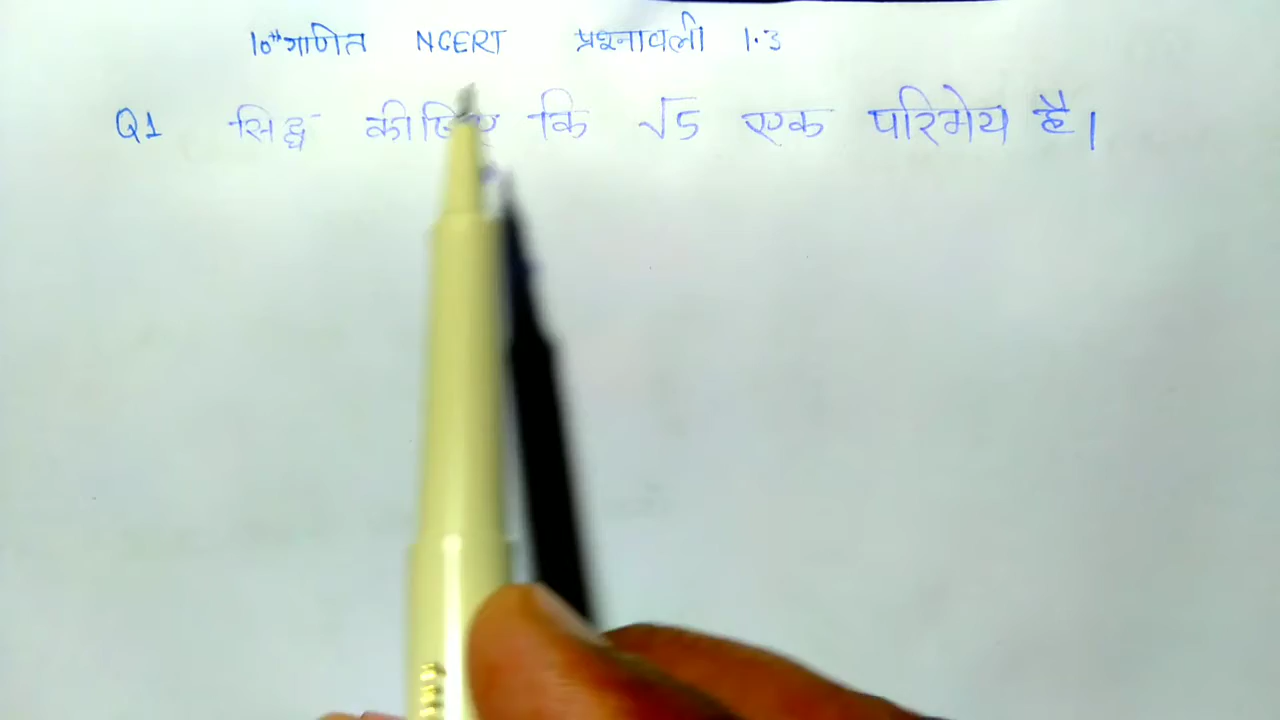 10th गणित NCERT प्रश्नावली 1.3
Q1 सिद्ध कीजिए कि √5 एक परिमेय है।